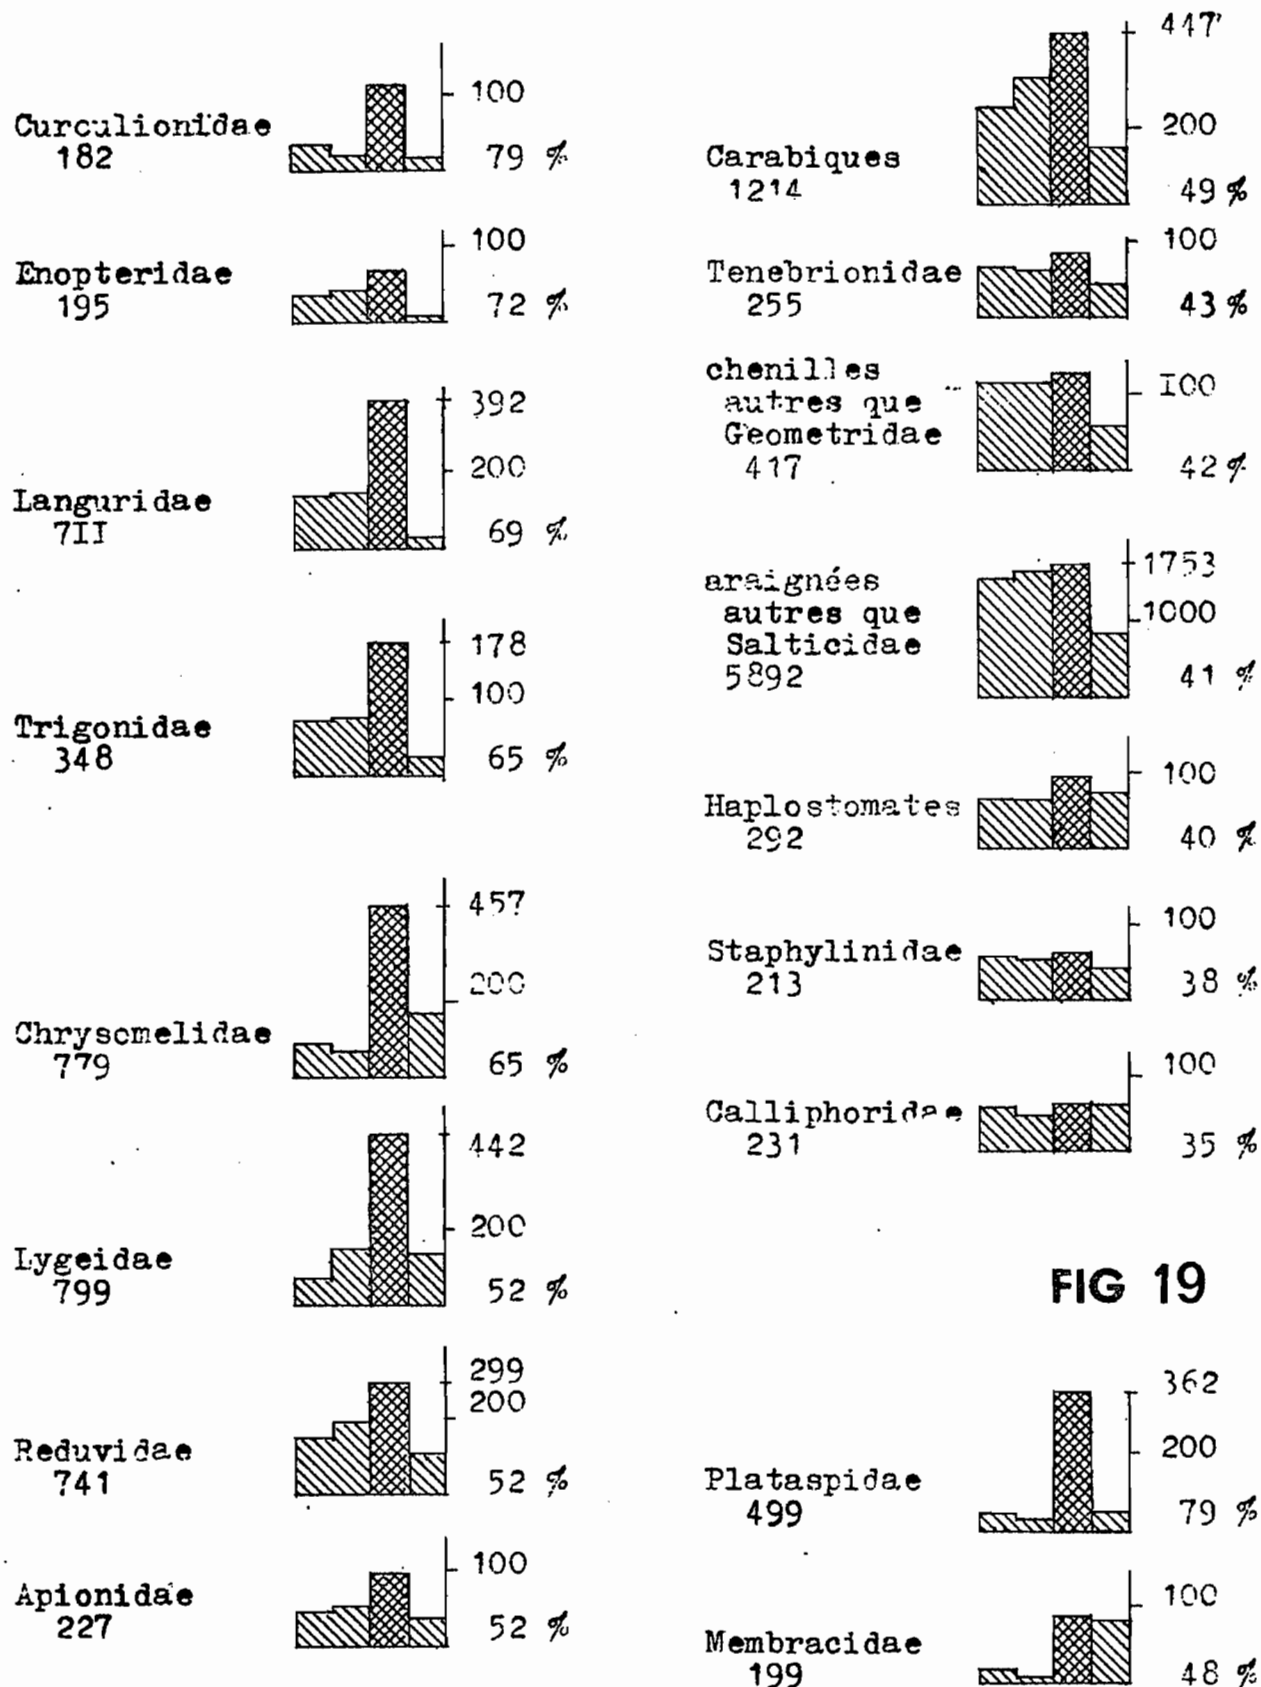 100
Curculionidae
182
79 %
100
Enopteridae
195
72 %
392
200
Languridae
7II
69 %
178
100
Trigonidae
348
65 %
457
200
Chrysomelidae
779
65 %
442
200
Lygeidae
799
52 %
299
200
Reduvidae
741
52 %
100
Apionidae
227
52 %
447
200
Carabiques
1214
49 %
100
Tenebrionidae
255
43 %
chenilles
autres que
Geometridae
417
I00
42 %
araignées
autres que
Salticidae
5892
1753
1000
41 %
100
Haplostomates
292
40 %
100
Staphylinidae
213
38 %
100
Calliphoridae
231
35 %
FIG 19
362
200
Plataspidae
499
79 %
100
Membracidae
199
48 %